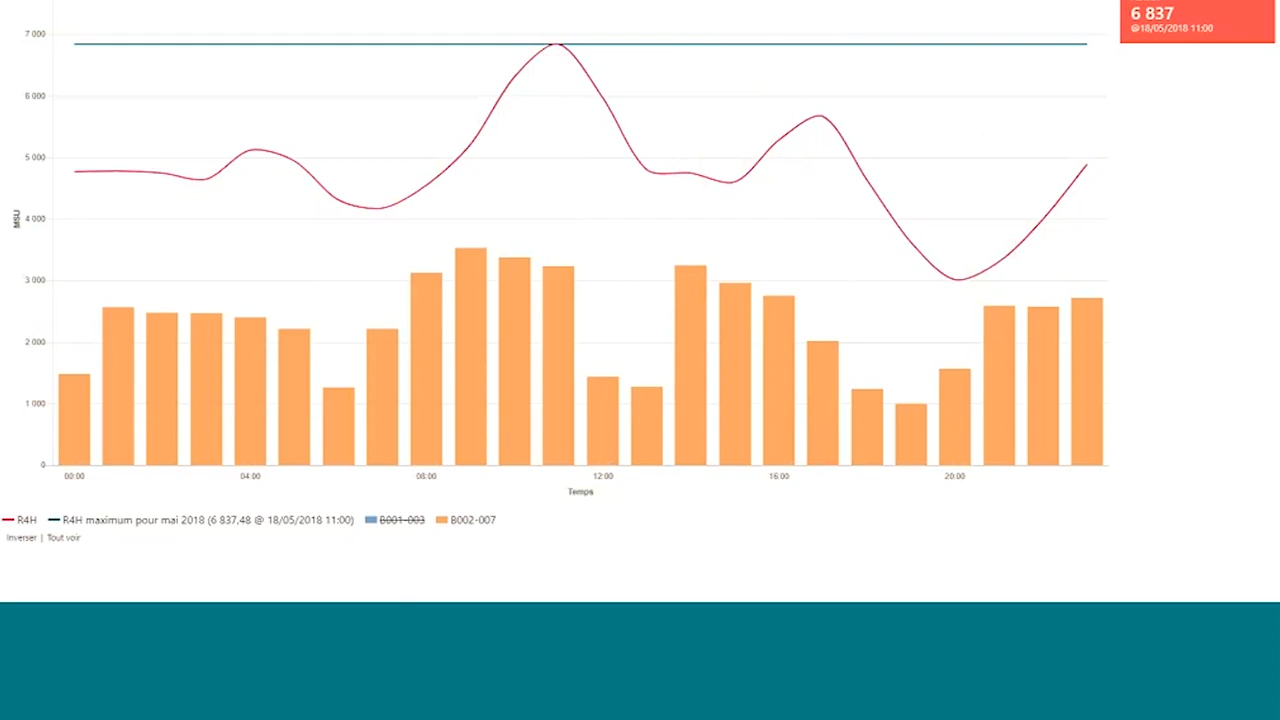 6 837
@18/05/2018 11:00
7 000
6 000
5 000
4 000
3 000
2 000
1 000
0
MSU
00:00 04:00 08:00 12:00 16:00 20:00
Temps
R4H R4H maximum pour mai 2018 (6 837,48 @ 18/05/2018 11:00) B001-003 B002-007
Inverser | Tout voir